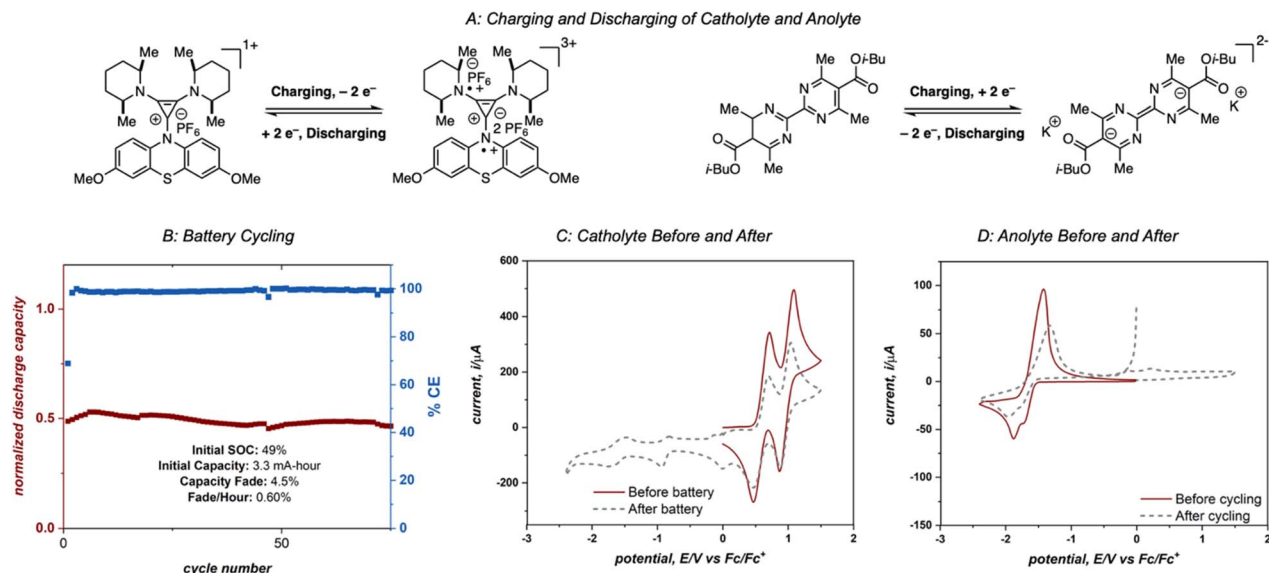 A: Charging and Discharging of Catholyte and Anolyte
Me Me 1+
N N
Me Me
⊕ ⊖
PF6
N
MeO S OMe
Charging, – 2 e–
+ 2 e–, Discharging
Me Me 3+
⊖
PF6
N •+ N
Me Me
⊕ ⊖
2 PF6
N
•+
MeO S OMe
Oi-Bu
Me O
N N
Me N N Me
O
i-BuO Me
Charging, +2 e–
– 2 e–, Discharging
2-
Oi-Bu
Me O
⊖
K⊕
N N
Me N N Me
K⊕
⊖
O
i-BuO Me
B: Battery Cycling
normalized discharge capacity
1.0
0.5
0.0
Initial SOC: 49%
Initial Capacity: 3.3 mA-hour
Capacity Fade: 4.5%
Fade/Hour: 0.60%
100
80
60
40
20
0
% CE
0 50
cycle number
C: Catholyte Before and After
current, i/µA
600
400
200
0
-200
Before battery
After battery
-3 -2 -1 0 1 2
potential, E/V vs Fc/Fc+
D: Anolyte Before and After
current, i/µA
150
100
50
0
-50
-100
-150
Before cycling
After cycling
-3 -2 -1 0 1 2
potential, E/V vs Fc/Fc+